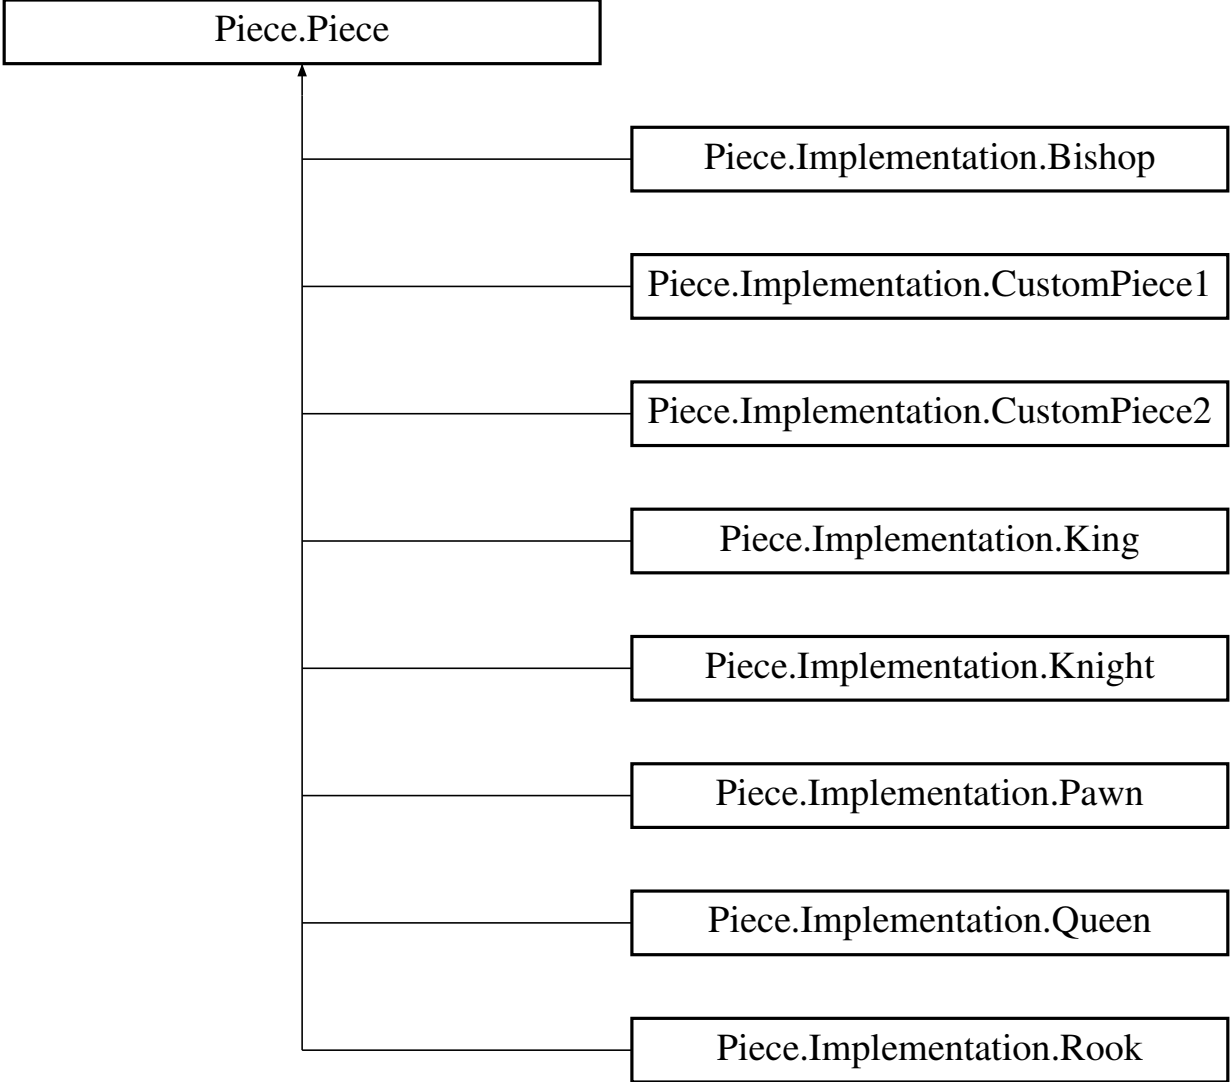 Piece.Piece
Piece.Implementation.Bishop
Piece.Implementation.CustomPiece1
Piece.Implementation.CustomPiece2
Piece.Implementation.King
Piece.Implementation.Knight
Piece.Implementation.Pawn
Piece.Implementation.Queen
Piece.Implementation.Rook